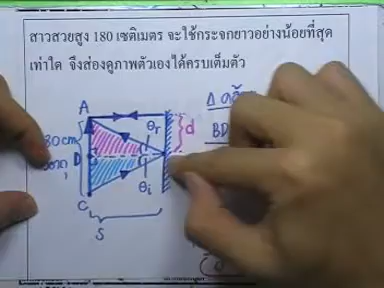 สาวสวยสูง 180 เซติเมตร จะใช้กระจกยาวอย่างน้อยที่สุด
เท่าใด จึงส่องดูภาพตัวเองได้ครบเต็มตัว
A
θr
d
Δ
80 cm
D
BD
θi
C
S